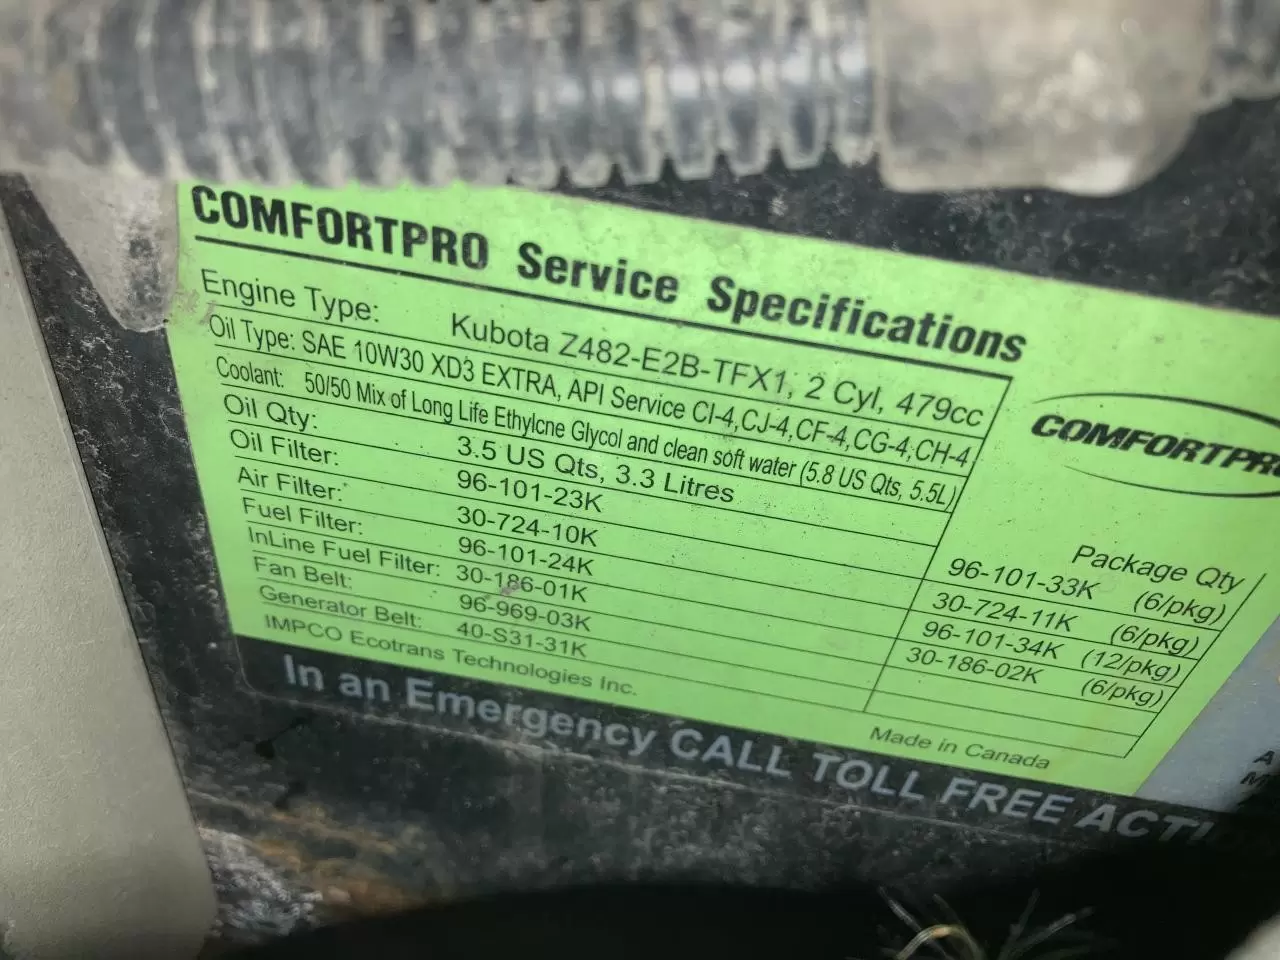 COMFORTPRO Service Specifications
Engine Type: Kubota Z482-E2B-TFX1, 2 Cyl, 479cc
Oil Type: SAE 10W30 XD3 EXTRA, API Service CI-4,CJ-4,CF-4,CG-4,CH-4
Coolant: 50/50 Mix of Long Life Ethylcne Glycol and clean soft water (5.8 US Qts, 5.5L)
Oil Qty: 3.5 US Qts, 3.3 Litres
COMFORTPRO
Package Qty
Oil Filter: 96-101-23K 96-101-33K (6/pkg)
Air Filter: 30-724-10K 30-724-11K (6/pkg)
Fuel Filter: 96-101-24K 96-101-34K (12/pkg)
InLine Fuel Filter: 30-186-01K 30-186-02K (6/pkg)
Fan Belt: 96-969-03K
Generator Belt: 40-S31-31K
IMPCO Ecotrans Technologies Inc. Made in Canada
In an Emergency CALL TOLL FREE ACTI